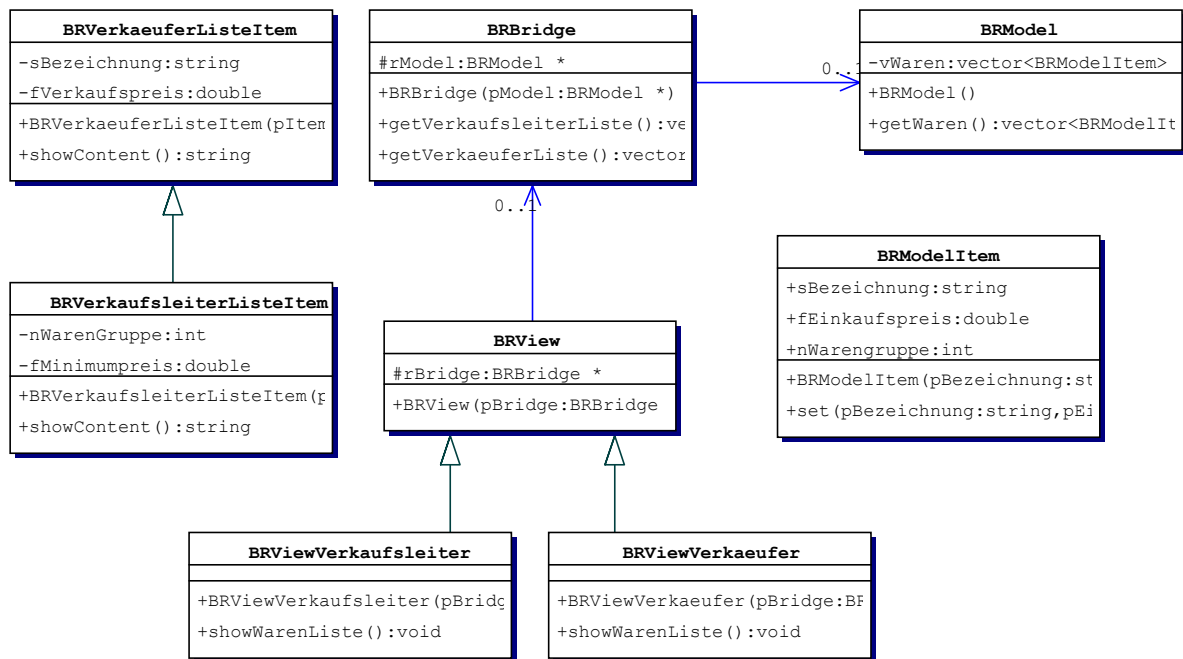 BRVerkaeuferListeItem
-sBezeichnung:string
-fVerkaufspreis:double
+BRVerkaeuferListeItem(pItem
+showContent():string
BRBridge
#rModel:BRModel *
+BRBridge(pModel:BRModel *)
+getVerkaufsleiterListe():ve
+getVerkaeuferListe():vector
0..1
BRModel
-vWaren:vector<BRModelItem>
+BRModel()
+getWaren():vector<BRModelIt
0..1
BRVerkaufsleiterListeItem
-nWarenGruppe:int
-fMinimumpreis:double
+BRVerkaufsleiterListeItem(p
+showContent():string
BRView
#rBridge:BRBridge *
+BRView(pBridge:BRBridge
BRModelItem
+sBezeichnung:string
+fEinkaufspreis:double
+nWarengruppe:int
+BRModelItem(pBezeichnung:st
+set(pBezeichnung:string,pEi
BRViewVerkaufsleiter
+BRViewVerkaufsleiter(pBridg
+showWarenListe():void
BRViewVerkaeufer
+BRViewVerkaeufer(pBridge:BR
+showWarenListe():void